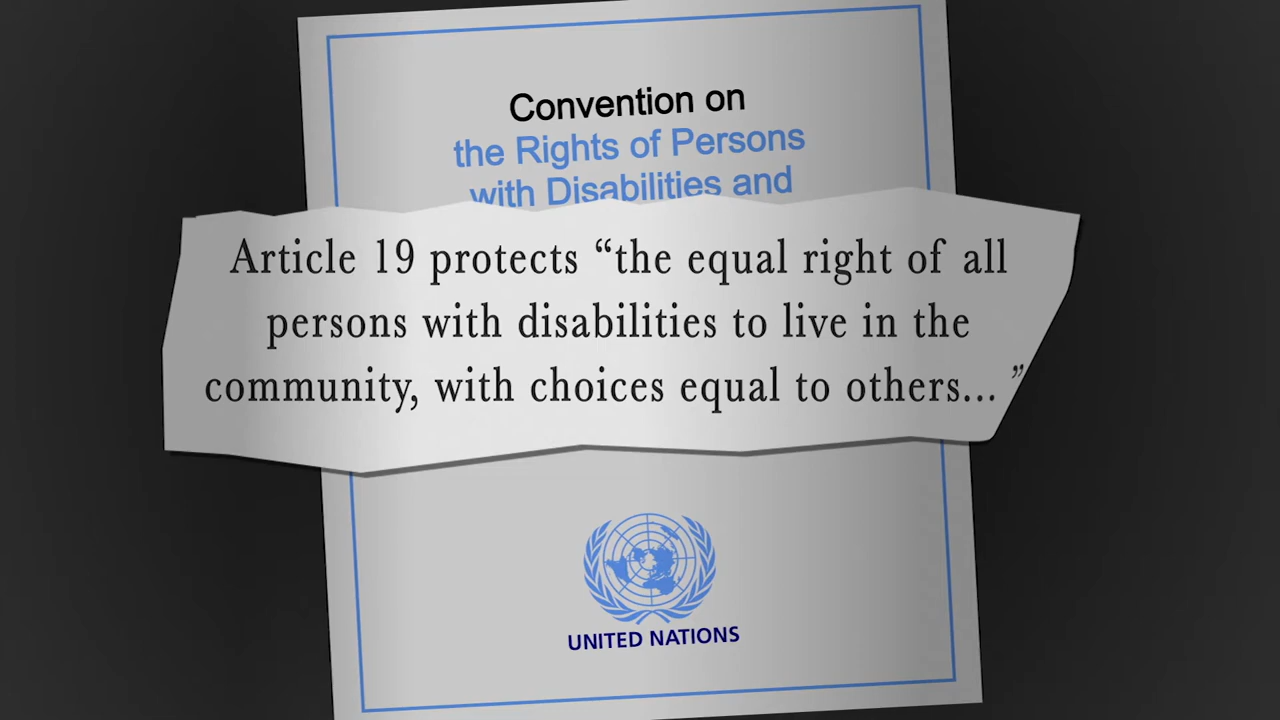 Convention on
the Rights of Persons
with Disabilities and
Article 19 protects “the equal right of all
persons with disabilities to live in the
community, with choices equal to others...”
UNITED NATIONS